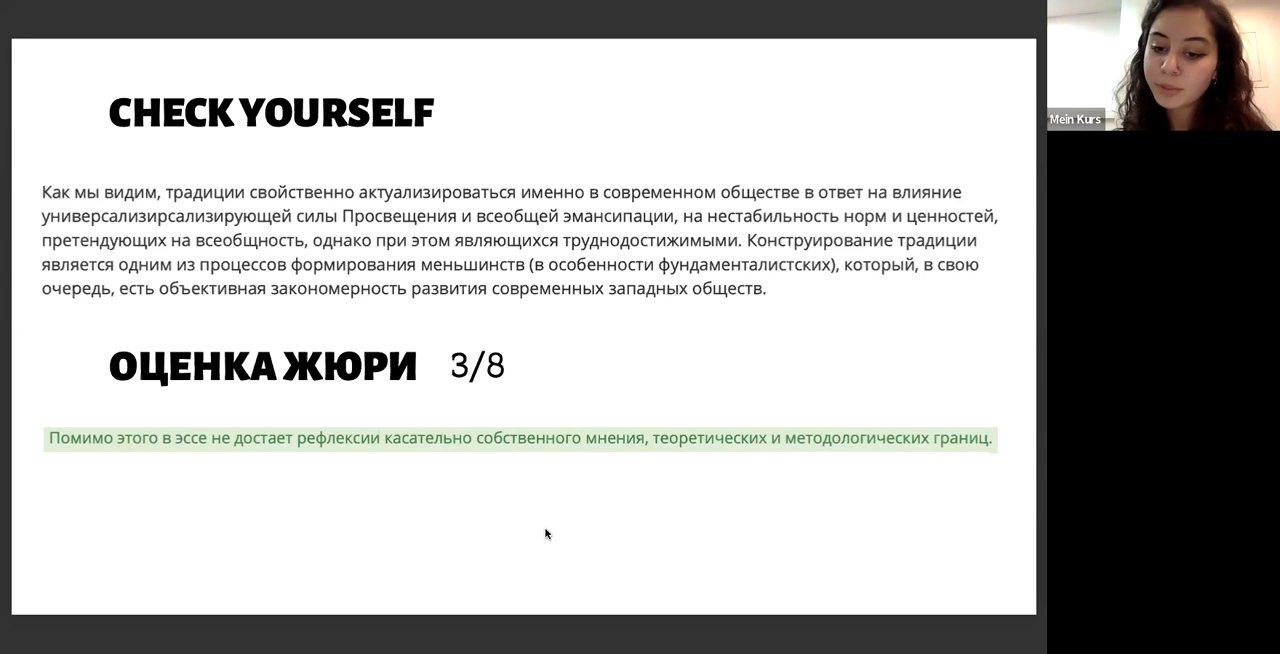 CHECK YOURSELF
Mein Kurs
Как мы видим, традиции свойственно актуализироваться именно в современном обществе в ответ на влияние
универсализирсализирующей силы Просвещения и всеобщей эмансипации, на нестабильность норм и ценностей,
претендующих на всеобщность, однако при этом являющихся труднодостижимыми. Конструирование традиции
является одним из процессов формирования меньшинств (в особенности фундаменталистских), который, в свою
очередь, есть объективная закономерность развития современных западных обществ.
ОЦЕНКА ЖЮРИ 3/8
Помимо этого в эссе не достает рефлексии касательно собственного мнения, теоретических и методологических границ.